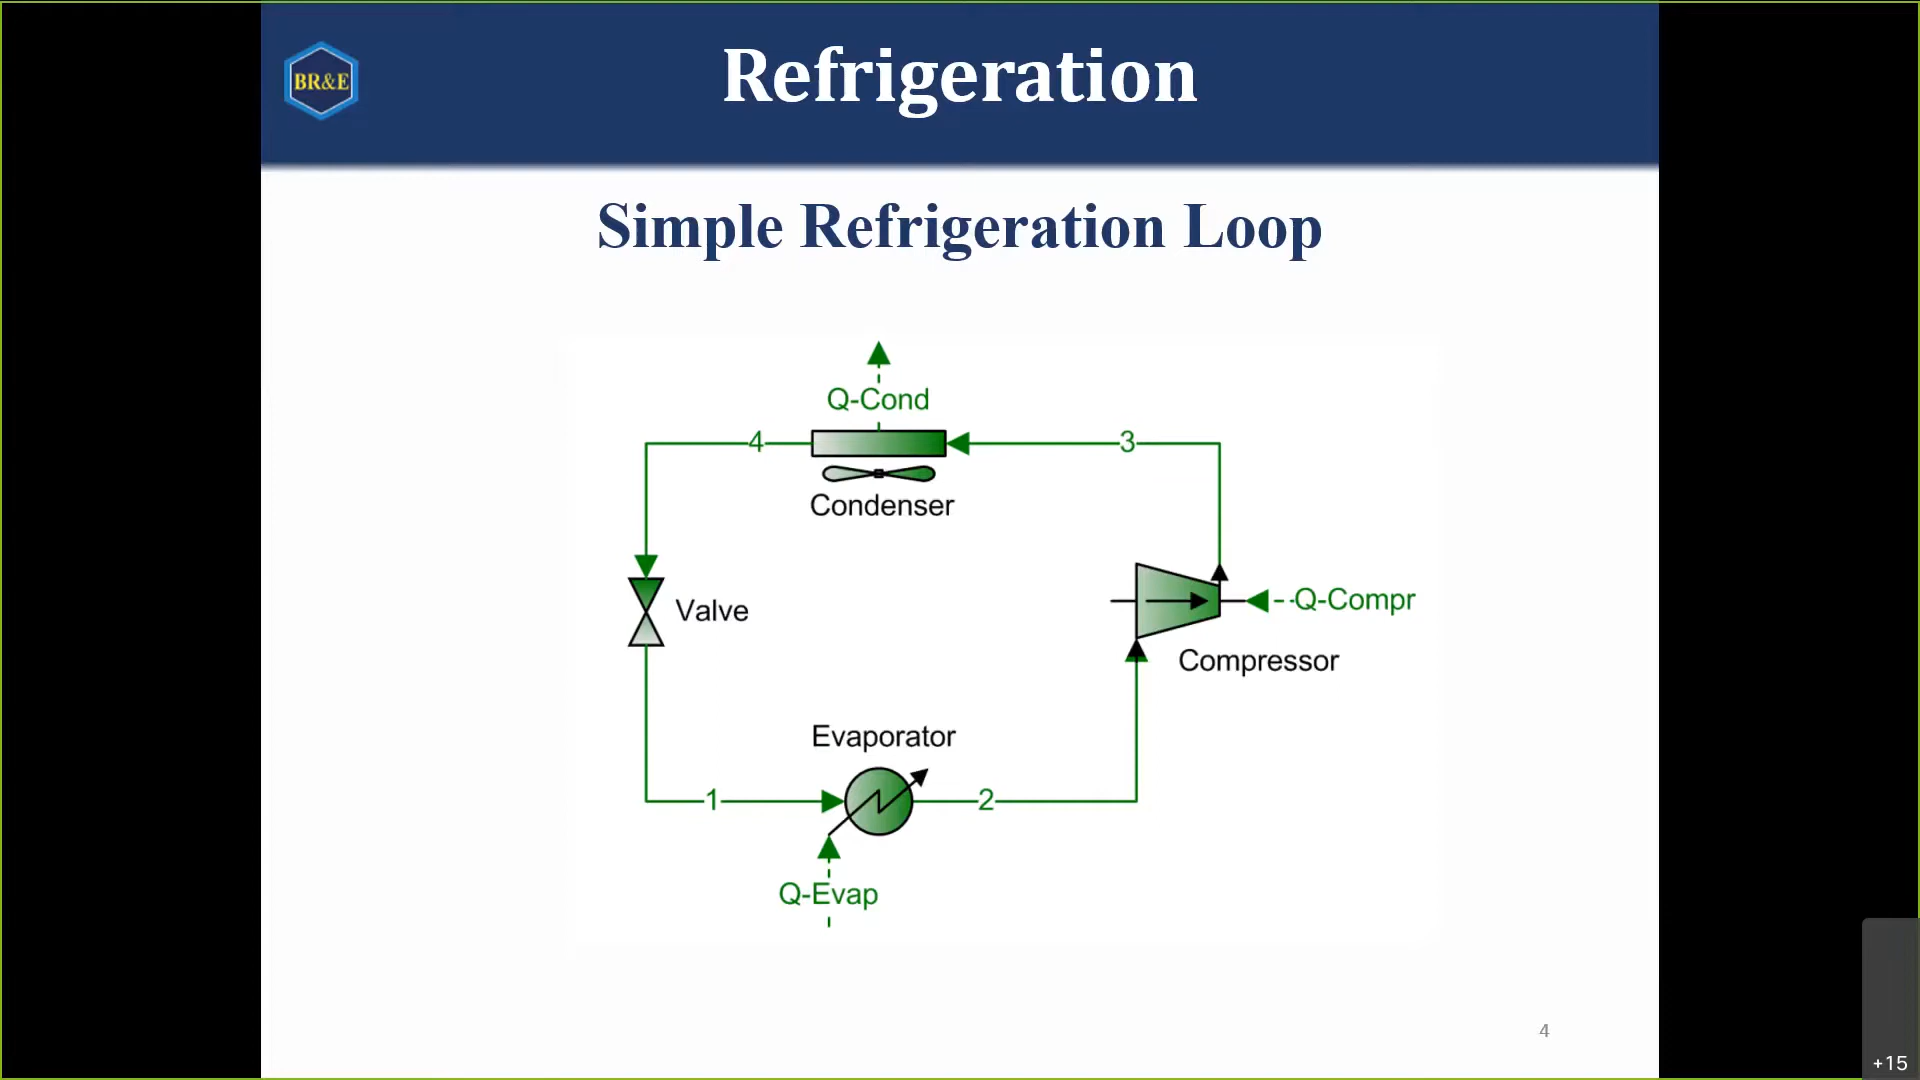 BR&E
Refrigeration
Simple Refrigeration Loop
Q-Cond
4
3
Condenser
Valve
Q-Compr
Compressor
Evaporator
1
2
Q-Evap
4
+15